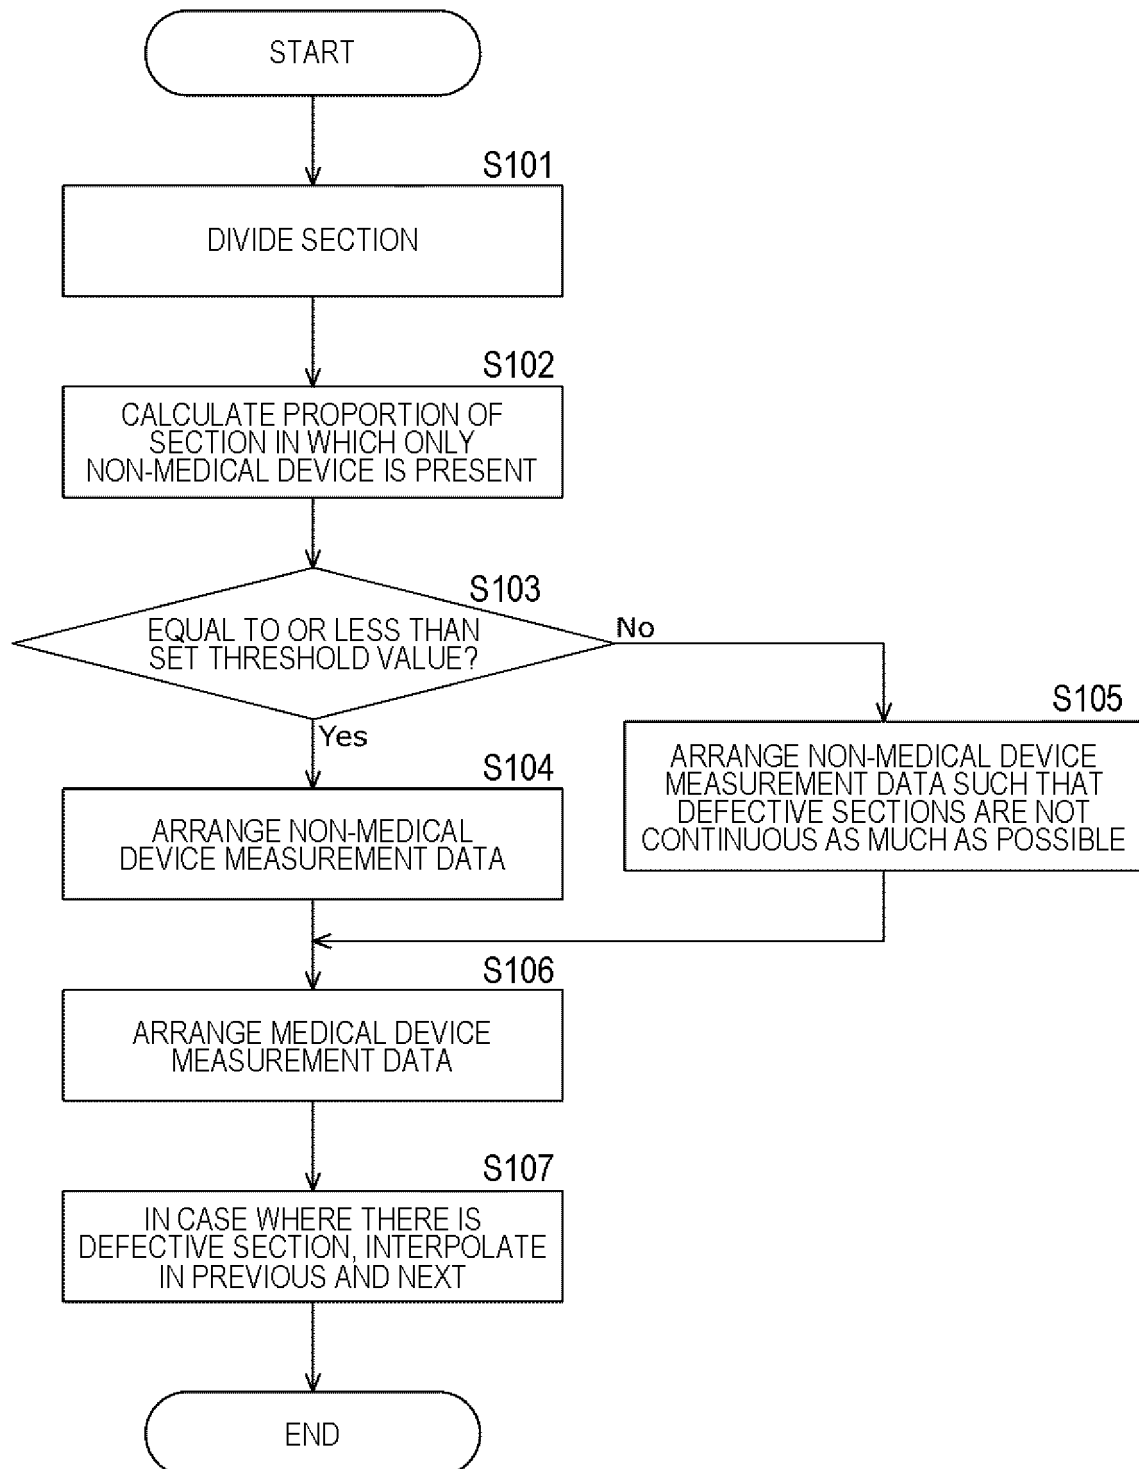 START
S101
DIVIDE SECTION
S102
CALCULATE PROPORTION OF
SECTION IN WHICH ONLY
NON-MEDICAL DEVICE IS PRESENT
S103
EQUAL TO OR LESS THAN
SET THRESHOLD VALUE?
No
Yes
S104
ARRANGE NON-MEDICAL
DEVICE MEASUREMENT DATA
S105
ARRANGE NON-MEDICAL DEVICE
MEASUREMENT DATA SUCH THAT
DEFECTIVE SECTIONS ARE NOT
CONTINUOUS AS MUCH AS POSSIBLE
S106
ARRANGE MEDICAL DEVICE
MEASUREMENT DATA
S107
IN CASE WHERE THERE IS
DEFECTIVE SECTION, INTERPOLATE
IN PREVIOUS AND NEXT
END